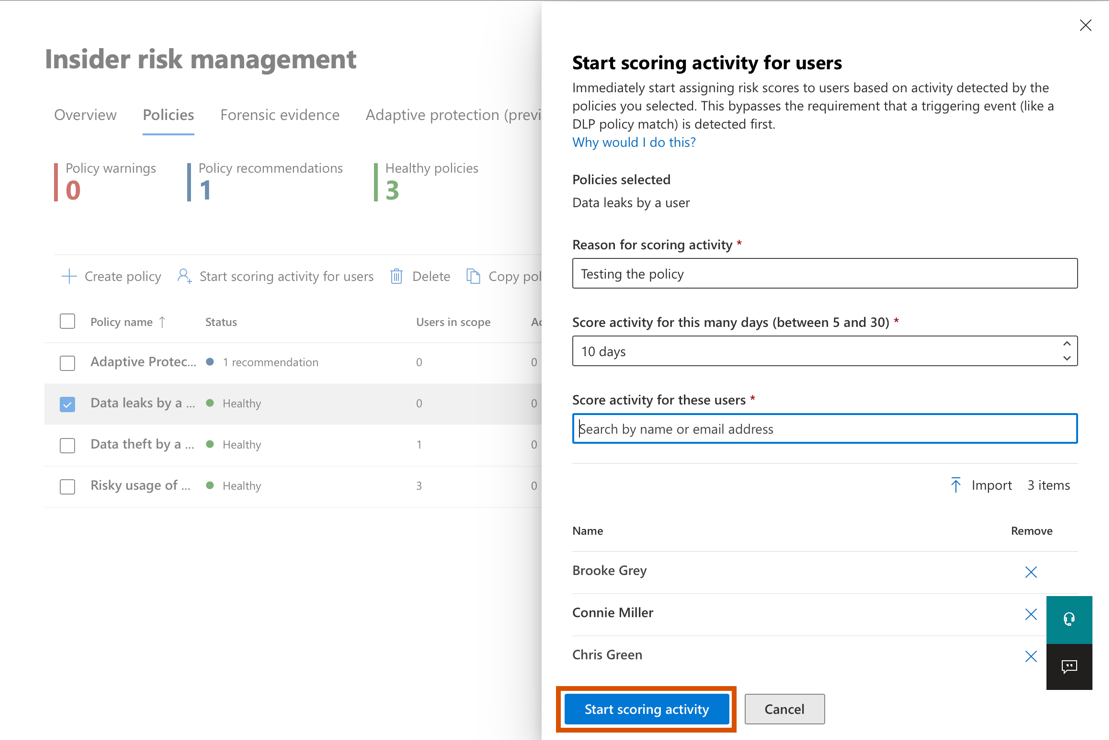 Insider risk management
Overview Policies Forensic evidence Adaptive protection (previ
Policy warnings Policy recommendations Healthy policies
0 1 3
Create policy Start scoring activity for users Delete Copy pol
Policy name ↑ Status Users in scope Ac
Adaptive Protec... 1 recommendation 0 0
Data leaks by a ... Healthy 0 0
Data theft by a ... Healthy 1 0
Risky usage of ... Healthy 3 0
Start scoring activity for users
Immediately start assigning risk scores to users based on activity detected by the
policies you selected. This bypasses the requirement that a triggering event (like a
DLP policy match) is detected first.
Why would I do this?
Policies selected
Data leaks by a user
Reason for scoring activity *
Testing the policy
Score activity for this many days (between 5 and 30) *
10 days
Score activity for these users *
Search by name or email address
Import 3 items
Name Remove
Brooke Grey
Connie Miller
Chris Green
Start scoring activity Cancel